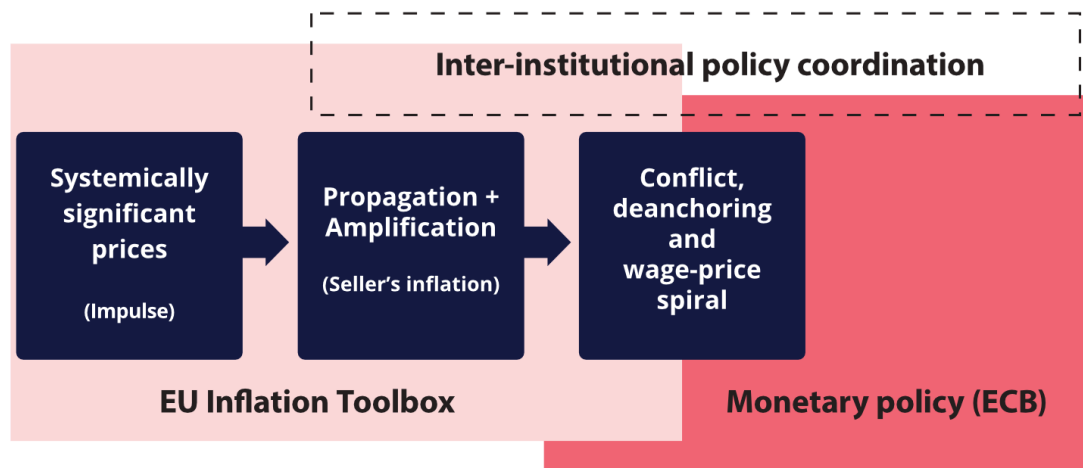 Inter-institutional policy coordination
Systemically
significant
prices
(Impulse)
Propagation +
Amplification
(Seller’s inflation)
Conflict,
deanchoring
and
wage-price
spiral
EU Inflation Toolbox
Monetary policy (ECB)